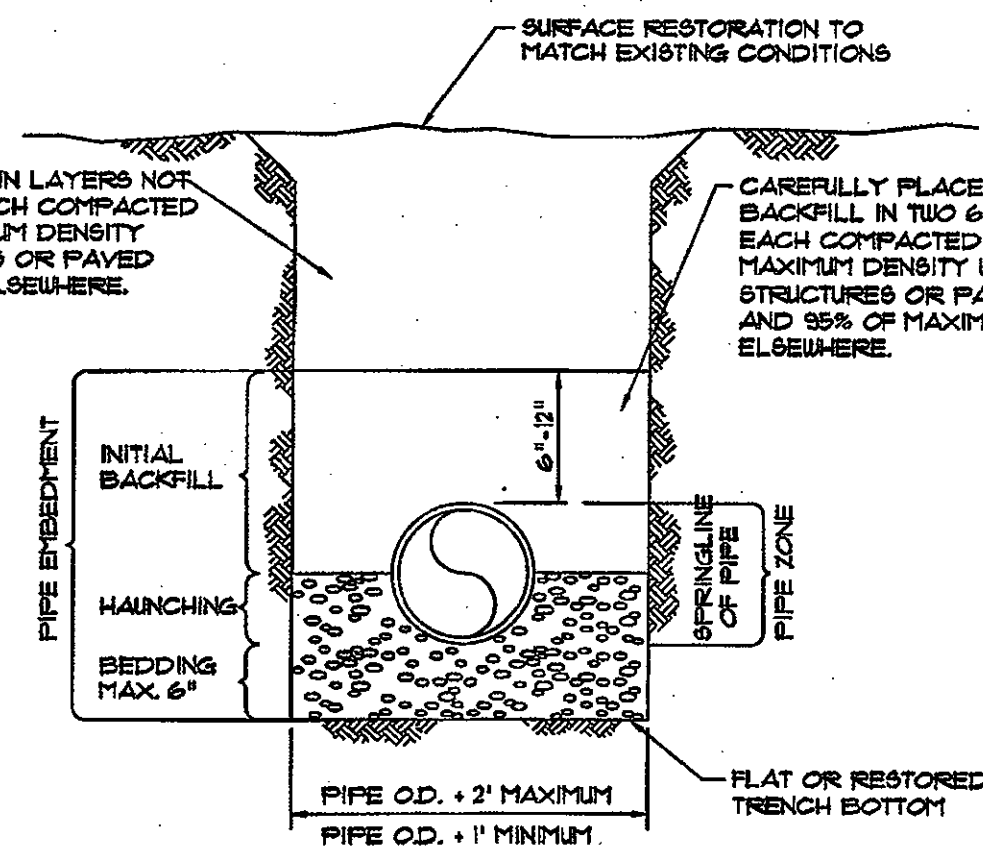 SURFACE RESTORATION TO
MATCH EXISTING CONDITIONS
IN LAYERS NOT
CH COMPACTED
UM DENSITY
S OR PAVED
ELSEWHERE.
CAREFULLY PLACE
BACKFILL IN TWO 6
EACH COMPACTED
MAXIMUM DENSITY U
STRUCTURES OR PA
AND 95% OF MAXIM
ELSEWHERE.
PIPE EMBEDMENT
INITIAL
BACKFILL
HAUNCHING
BEDDING
MAX. 6"
6"-12"
SPRINGLINE
OF PIPE
PIPE ZONE
FLAT OR RESTORED
TRENCH BOTTOM
PIPE O.D. + 2' MAXIMUM
PIPE O.D. + 1' MINIMUM